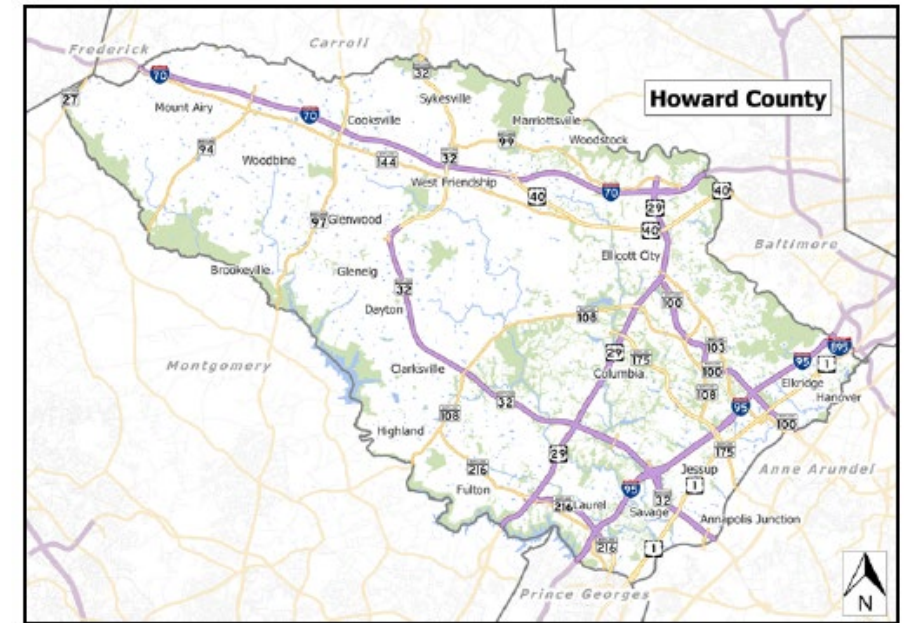 Frederick
Carroll
Howard County
70
32
27
Mount Airy
Sykesville
70
Cooksville
Marriottsville
94
99
Woodstock
144
32
Woodbine
West Friendship
40
70
40
29
97
Glenwood
40
Baltimore
Ellicott City
Brookeville
Glenelg
32
100
Dayton
108
103
29
175
895
95
1
Montgomery
Clarksville
Columbia
100
Elkridge
108
Hanover
32
95
108
100
Highland
29
175
216
Jessup
Anne Arundel
Fulton
95
1
32
216
Laurel
Savage
Annapolis Junction
216
1
Prince Georges
N